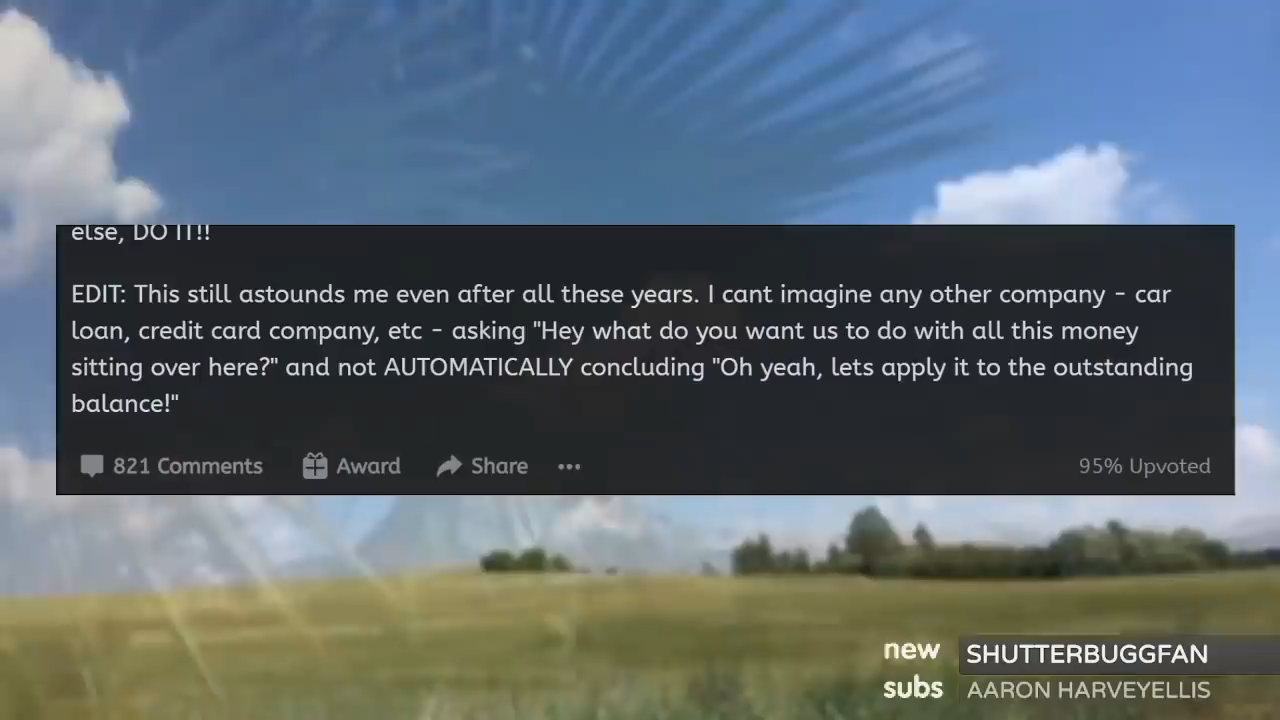 else, DO IT!!
EDIT: This still astounds me even after all these years. I cant imagine any other company - car
loan, credit card company, etc - asking "Hey what do you want us to do with all this money
sitting over here?" and not AUTOMATICALLY concluding "Oh yeah, lets apply it to the outstanding
balance!"
821 Comments Award Share ••• 95% Upvoted
new SHUTTERBUGGFAN
subs AARON HARVEYELLIS